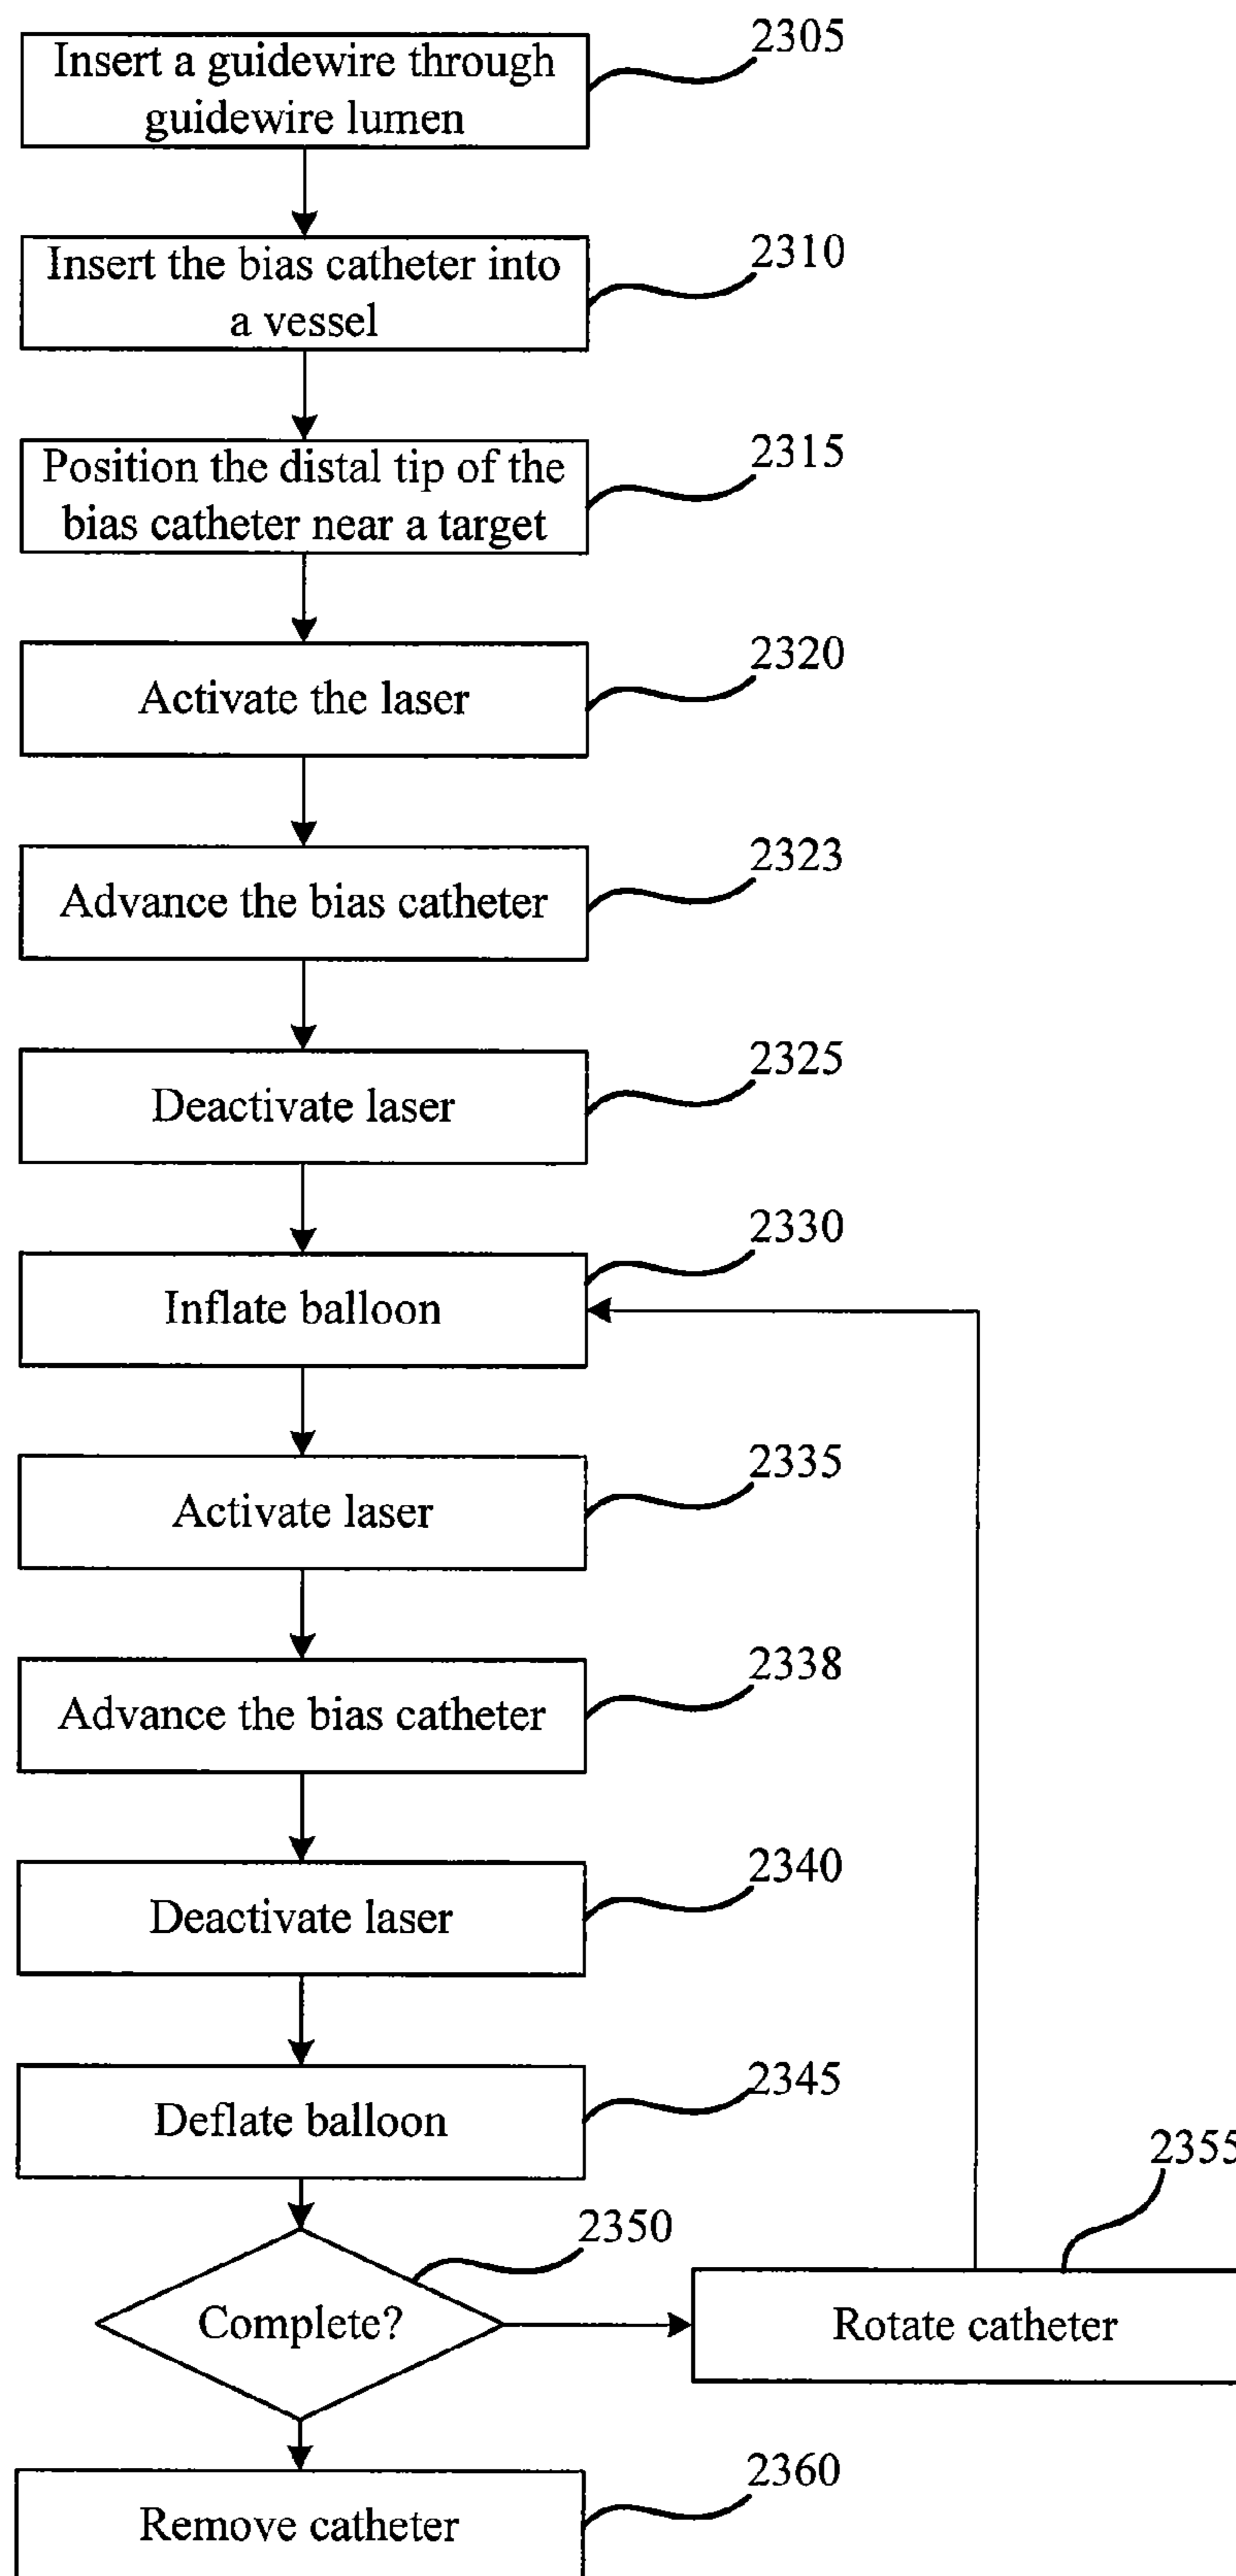 Insert a guidewire through
guidewire lumen
2305
Insert the bias catheter into
a vessel
2310
Position the distal tip of the
bias catheter near a target
2315
Activate the laser
2320
Advance the bias catheter
2323
Deactivate laser
2325
Inflate balloon
2330
Activate laser
2335
Advance the bias catheter
2338
Deactivate laser
2340
Deflate balloon
2345
Complete?
2350
Rotate catheter
2355
Remove catheter
2360